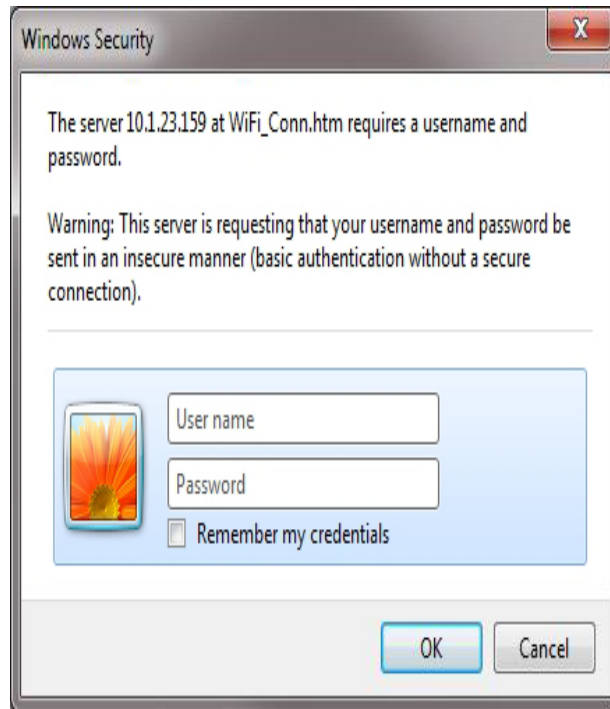 Windows Security
X
The server 10.1.23.159 at WiFi_Conn.htm requires a username and
password.
Warning: This server is requesting that your username and password be
sent in an insecure manner (basic authentication without a secure
connection).
User name
Password
Remember my credentials
OK
Cancel